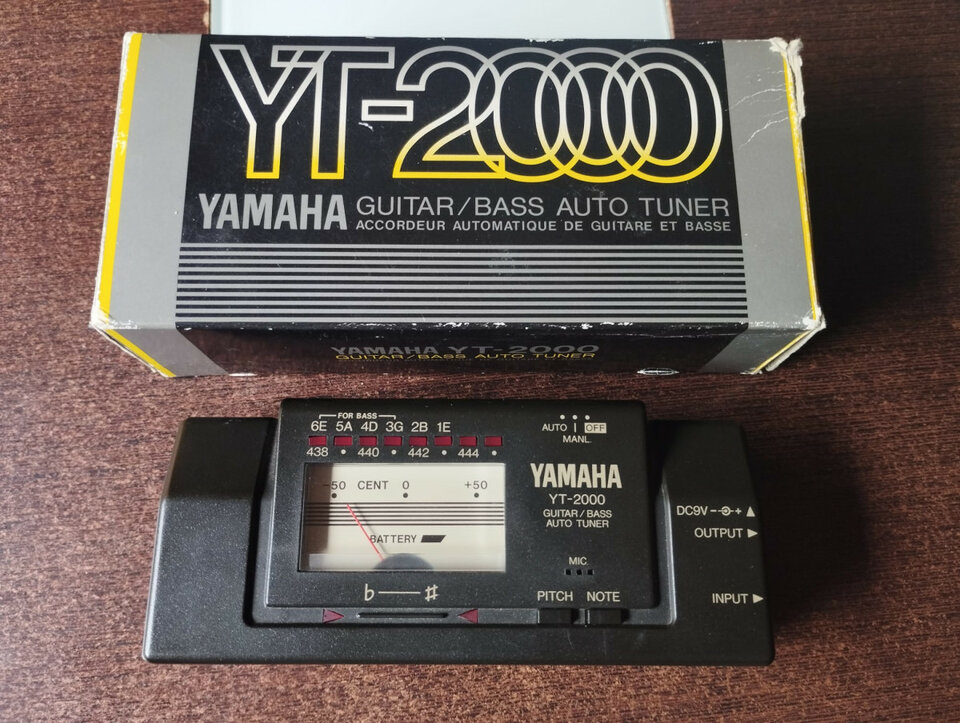 YT-2000
YAMAHA GUITAR/BASS AUTO TUNER
ACCORDEUR AUTOMATIQUE DE GUITARE ET BASSE
YAMAHA YT-2000
GUITAR/BASS AUTO TUNER
FOR BASS
6E 5A 4D 3G 2B 1E
438 • 440 • 442 • 444 •
-50 CENT 0 +50
BATTERY
♭ ♯
AUTO | OFF
MANL.
YAMAHA
YT-2000
GUITAR/BASS
AUTO TUNER
MIC.
PITCH NOTE
DC9V
OUTPUT
INPUT